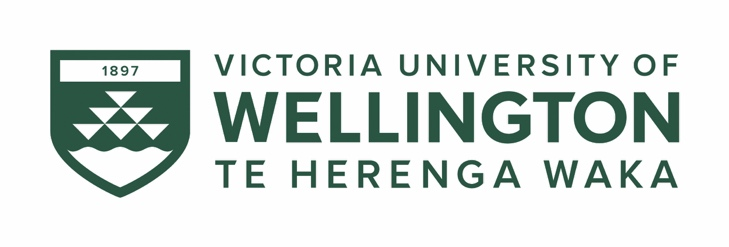 1897
VICTORIA UNIVERSITY OF
WELLINGTON
TE HERENGA WAKA